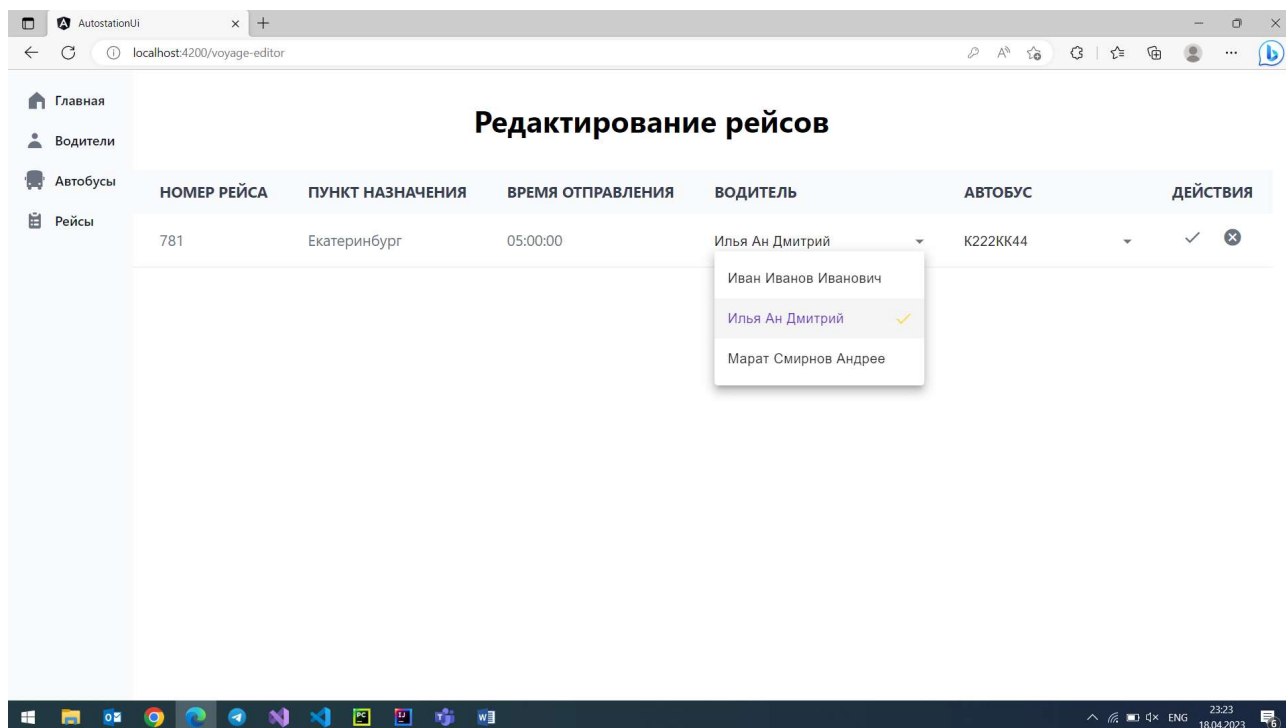 AutostationUi
localhost:4200/voyage-editor
Главная
Водители
Автобусы
Рейсы
Редактирование рейсов
НОМЕР РЕЙСА ПУНКТ НАЗНАЧЕНИЯ ВРЕМЯ ОТПРАВЛЕНИЯ ВОДИТЕЛЬ АВТОБУС ДЕЙСТВИЯ
781 Екатеринбург 05:00:00 Илья Ан Дмитрий К222КК44
Иван Иванов Иванович
Илья Ан Дмитрий
Марат Смирнов Андрее
ENG
23:23
18.04.2023
6